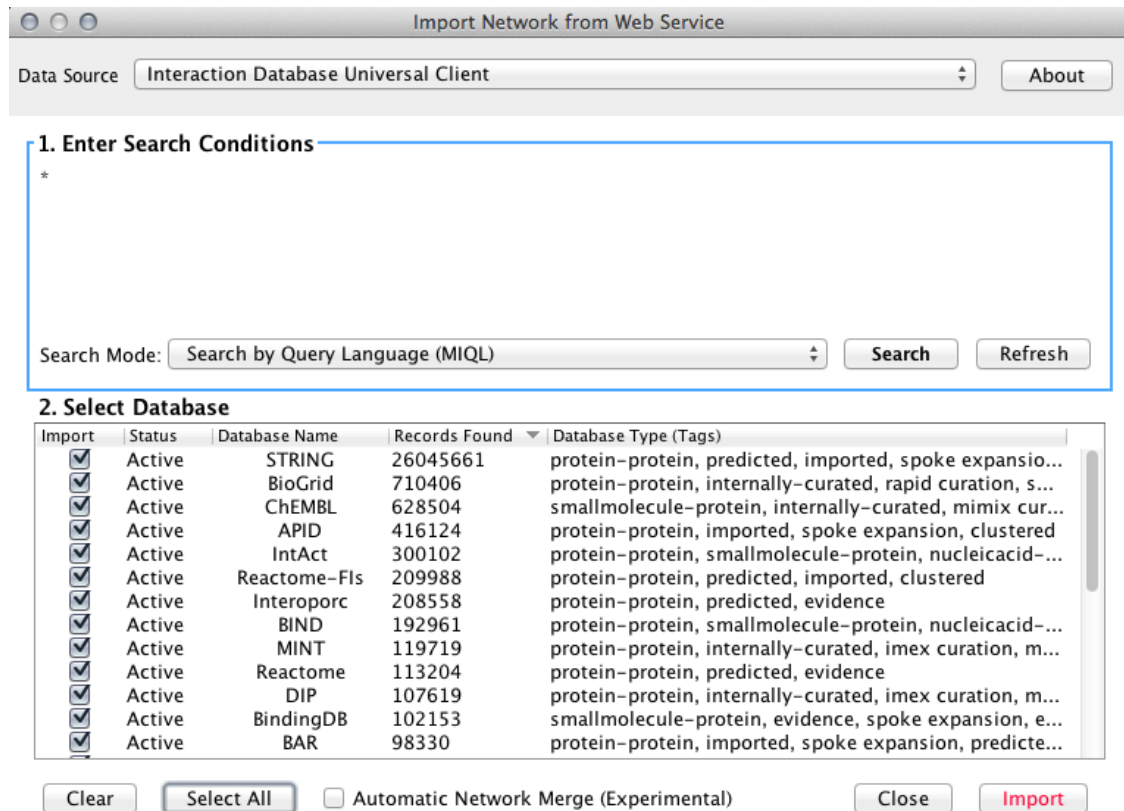 Import Network from Web Service
Data Source Interaction Database Universal Client About
1. Enter Search Conditions
*
Search Mode: Search by Query Language (MIQL) Search Refresh
2. Select Database
Import Status Database Name Records Found Database Type (Tags)
Active STRING 26045661 protein-protein, predicted, imported, spoke expansio...
Active BioGrid 710406 protein-protein, internally-curated, rapid curation, s...
Active ChEMBL 628504 smallmolecule-protein, internally-curated, mimix cur...
Active APID 416124 protein-protein, imported, spoke expansion, clustered
Active IntAct 300102 protein-protein, smallmolecule-protein, nucleicacid-...
Active Reactome-FIs 209988 protein-protein, predicted, imported, clustered
Active Interoporc 208558 protein-protein, predicted, evidence
Active BIND 192961 protein-protein, smallmolecule-protein, nucleicacid-...
Active MINT 119719 protein-protein, internally-curated, imex curation, m...
Active Reactome 113204 protein-protein, predicted, evidence
Active DIP 107619 protein-protein, internally-curated, imex curation, m...
Active BindingDB 102153 smallmolecule-protein, evidence, spoke expansion, e...
Active BAR 98330 protein-protein, imported, spoke expansion, predicte...
Clear Select All Automatic Network Merge (Experimental) Close Import